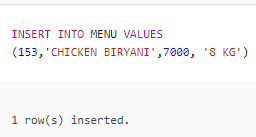 INSERT INTO MENU VALUES
(153,'CHICKEN BIRYANI',7000, '8 KG')
1 row(s) inserted.